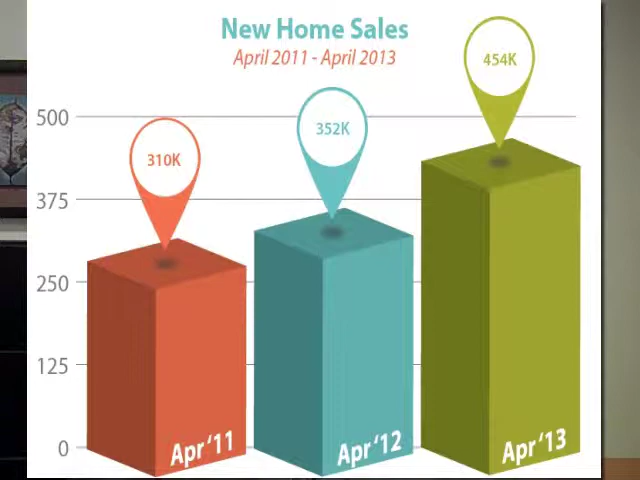 New Home Sales
April 2011 - April 2013
454K
352K
310K
500
375
250
125
0
Apr '11
Apr '12
Apr '13